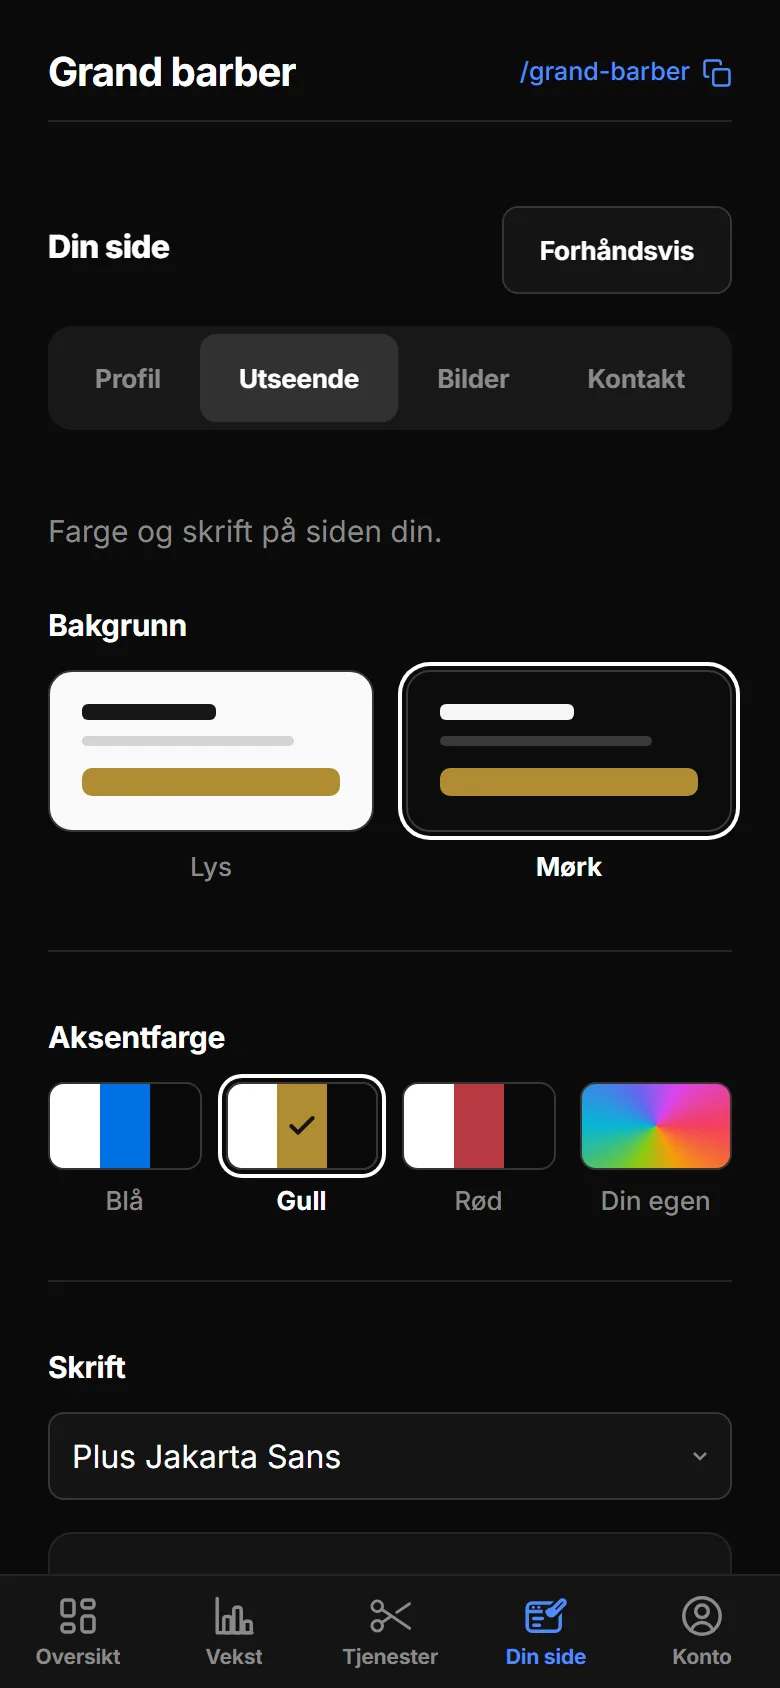 Grand barber /grand-barber
Din side Forhåndsvis
Profil Utseende Bilder Kontakt
Farge og skrift på siden din.
Bakgrunn
Lys Mørk
Aksentfarge
Blå Gull Rød Din egen
Skrift
Plus Jakarta Sans
Oversikt Vekst Tjenester Din side Konto